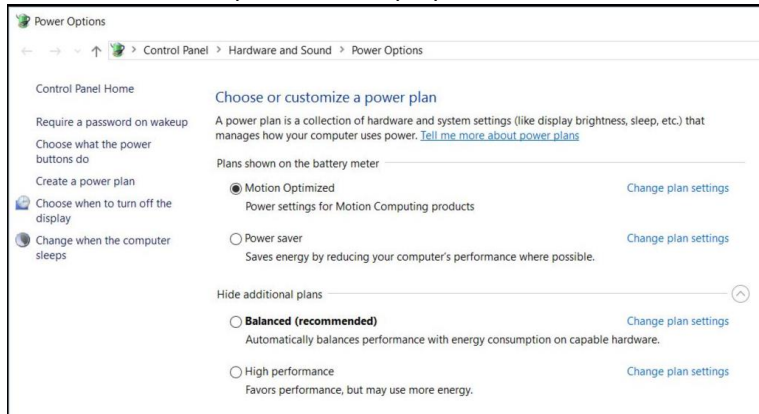 Power Options
Control Panel > Hardware and Sound > Power Options
Control Panel Home
Require a password on wakeup
Choose what the power
buttons do
Create a power plan
Choose when to turn off the
display
Change when the computer
sleeps
Choose or customize a power plan
A power plan is a collection of hardware and system settings (like display brightness, sleep, etc.) that
manages how your computer uses power. Tell me more about power plans
Plans shown on the battery meter
Motion Optimized Change plan settings
Power settings for Motion Computing products
Power saver Change plan settings
Saves energy by reducing your computer's performance where possible.
Hide additional plans
Balanced (recommended) Change plan settings
Automatically balances performance with energy consumption on capable hardware.
High performance Change plan settings
Favors performance, but may use more energy.